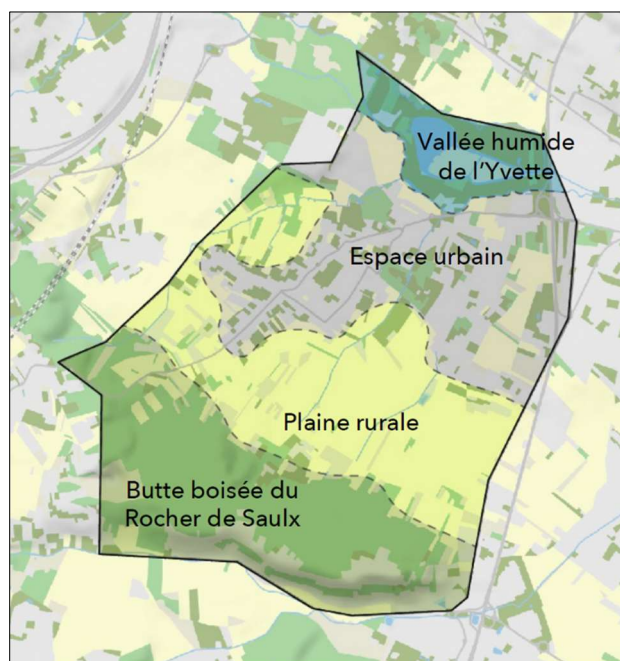 Vallée humide
de l'Yvette
Espace urbain
Plaine rurale
Butte boisée du
Rocher de Saulx